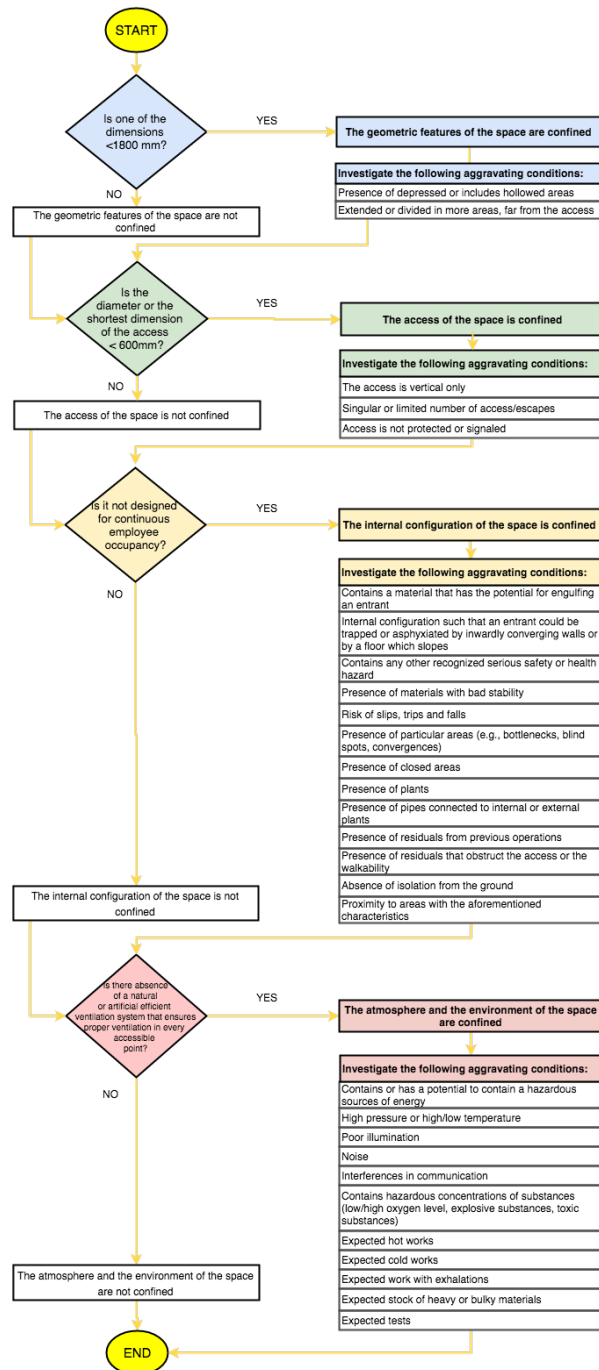 START
Is one of the
dimensions
<1800 mm?
YES
The geometric features of the space are confined
Investigate the following aggravating conditions:
Presence of depressed or includes hollowed areas
Extended or divided in more areas, far from the access
NO
The geometric features of the space are not
confined
Is the
diameter or the
shortest dimension
of the access
< 600mm?
YES
The access of the space is confined
Investigate the following aggravating conditions:
The access is vertical only
Singular or limited number of access/escapes
Access is not protected or signaled
NO
The access of the space is not confined
Is it not designed
for continuous
employee
occupancy?
YES
The internal configuration of the space is confined
Investigate the following aggravating conditions:
Contains a material that has the potential for engulfing
an entrant
Internal configuration such that an entrant could be
trapped or asphyxiated by inwardly converging walls or
by a floor which slopes
Contains any other recognized serious safety or health
hazard
Presence of materials with bad stability
Risk of slips, trips and falls
Presence of particular areas (e.g., bottlenecks, blind
spots, convergences)
Presence of closed areas
Presence of plants
Presence of pipes connected to internal or external
plants
Presence of residuals from previous operations
Presence of residuals that obstruct the access or the
walkability
Absence of isolation from the ground
Proximity to areas with the aforementioned
characteristics
NO
The internal configuration of the space is not
confined
Is there absence
of a natural
or artificial efficient
ventilation system that ensures
proper ventilation in every
accessible
point?
YES
The atmosphere and the environment of the space
are confined
Investigate the following aggravating conditions:
Contains or has a potential to contain a hazardous
sources of energy
High pressure or high/low temperature
Poor illumination
Noise
Interferences in communication
Contains hazardous concentrations of substances
(low/high oxygen level, explosive substances, toxic
substances)
Expected hot works
Expected cold works
Expected work with exhalations
Expected stock of heavy or bulky materials
Expected tests
NO
The atmosphere and the environment of the space
are not confined
END